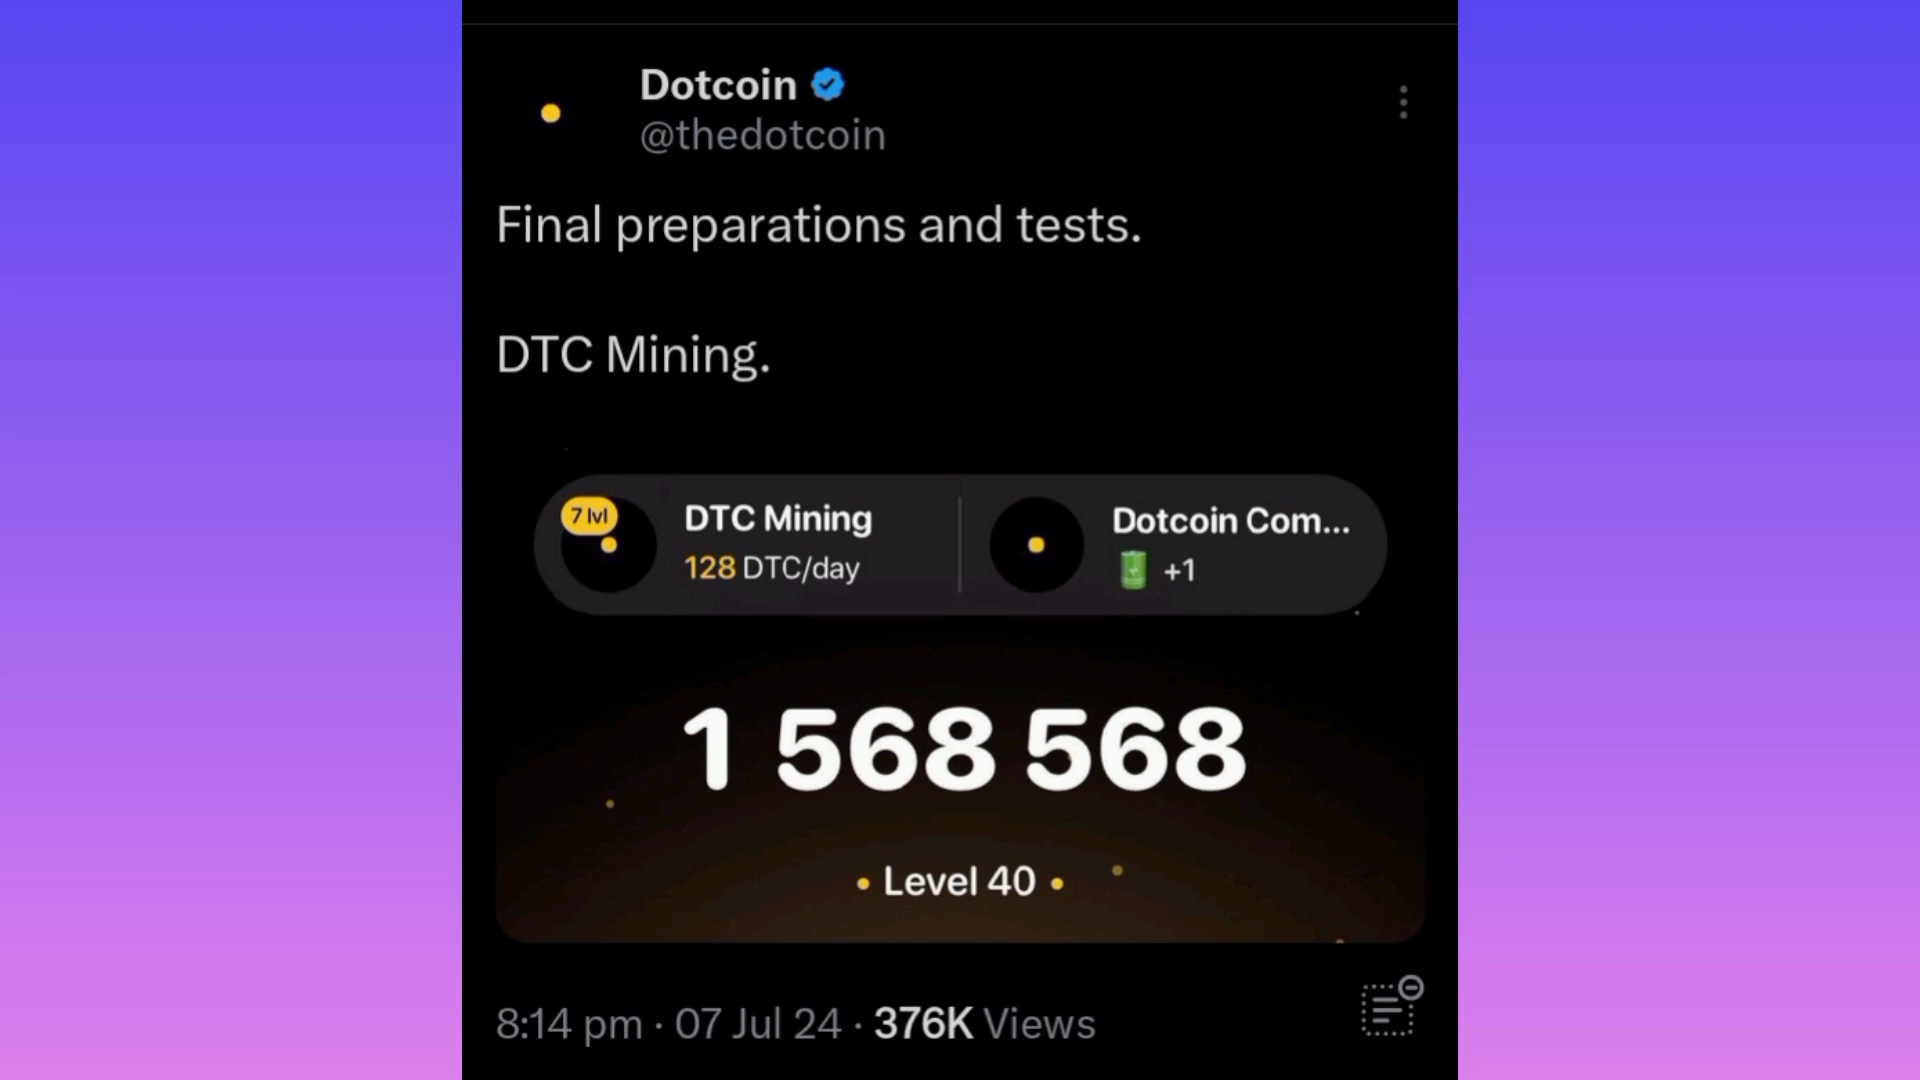 Dotcoin
@thedotcoin
Final preparations and tests.
DTC Mining.
7 lvl
DTC Mining
128 DTC/day
Dotcoin Com...
+1
1 568 568
• Level 40 •
8:14 pm · 07 Jul 24 · 376K Views